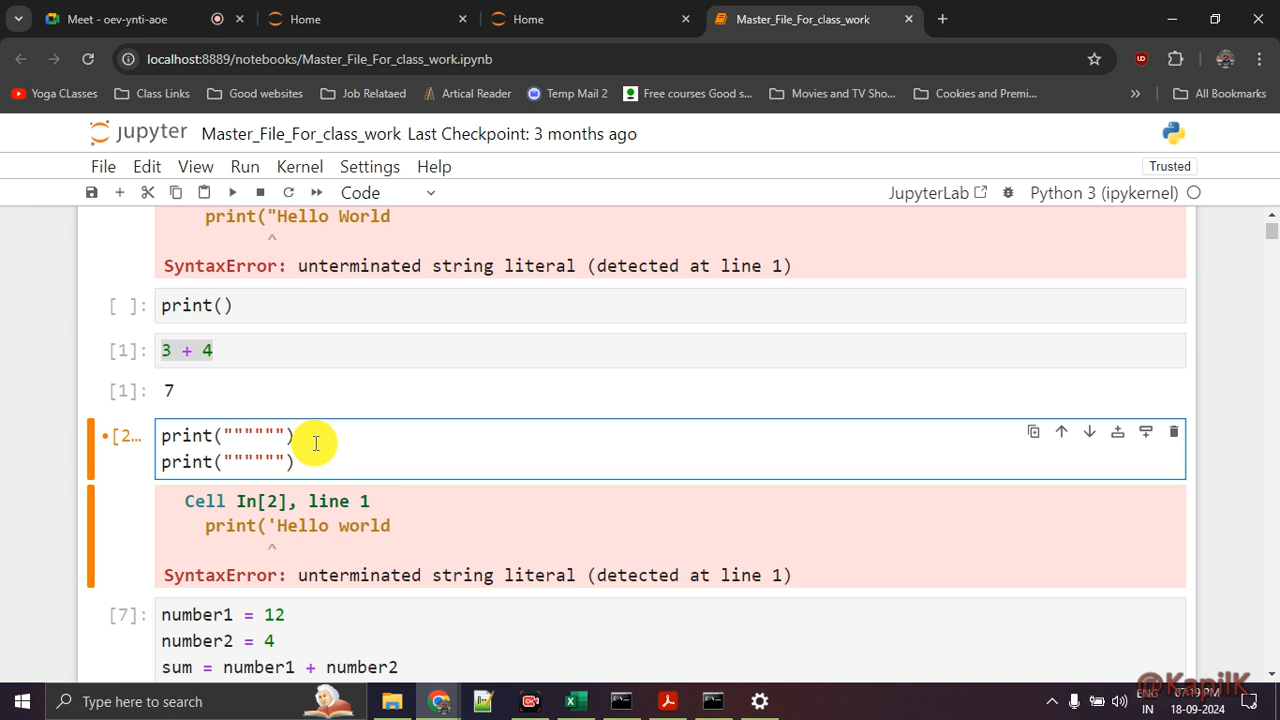 Meet - oev-ynti-aoe
Home
Home
Master_File_For_class_work
localhost:8889/notebooks/Master_File_For_class_work.ipynb
Yoga CLasses
Class Links
Good websites
Job Relataed
Artical Reader
Temp Mail 2
Free courses Good s...
Movies and TV Sho...
Cookies and Premi...
»
All Bookmarks
jupyter Master_File_For_class_work Last Checkpoint: 3 months ago
File Edit View Run Kernel Settings Help
Trusted
Code
JupyterLab
Python 3 (ipykernel)
print("Hello World
^
SyntaxError: unterminated string literal (detected at line 1)
[ ]: print()
[1]: 3 + 4
[1]: 7
•[2... print("""""")
print("""""")
Cell In[2], line 1
print('Hello world
^
SyntaxError: unterminated string literal (detected at line 1)
[7]: number1 = 12
number2 = 4
sum = number1 + number2
@KapilK
Type here to search
ENG
IN
07:19 PM
18-09-2024